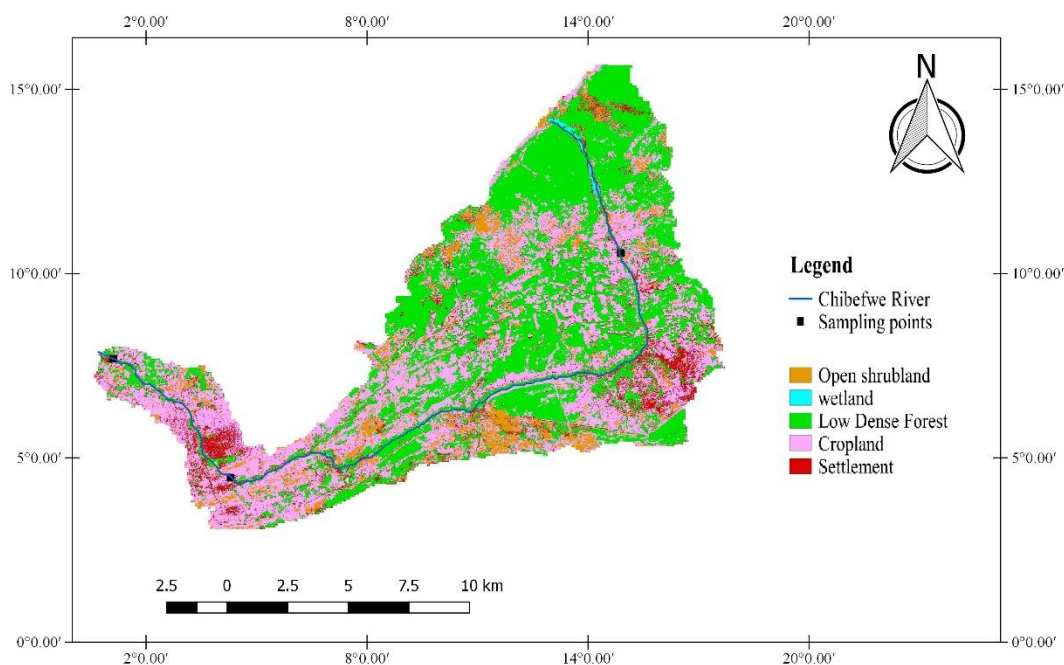 2°0.00′ 8°0.00′ 14°0.00′ 20°0.00′
N
15°0.00′ 15°0.00′
10°0.00′ 10°0.00′
Legend
Chibefwe River
Sampling points
Open shrubland
wetland
Low Dense Forest
Cropland
Settlement
5°0.00′ 5°0.00′
2.5 0 2.5 5 7.5 10 km
0°0.00′ 0°0.00′
2°0.00′ 8°0.00′ 14°0.00′ 20°0.00′